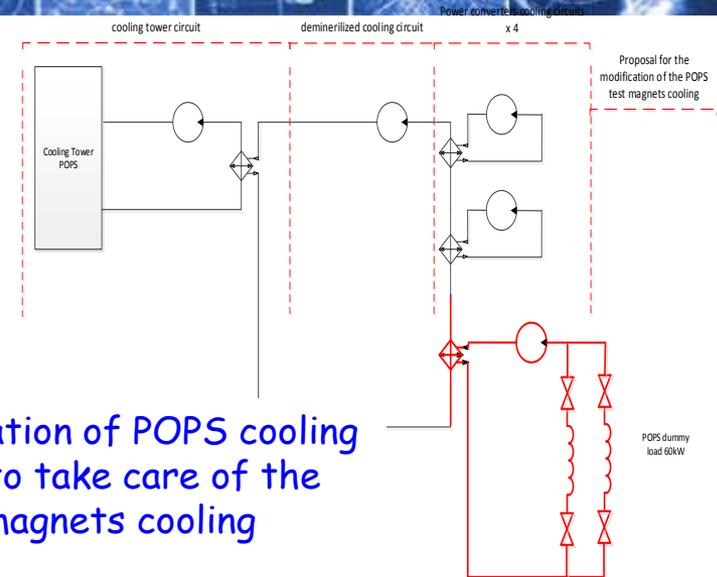 Power converters cooling circuits
x 4
cooling tower circuit
deminerilized cooling circuit
Proposal for the
modification of the POPS
test magnets cooling
Cooling Tower
POPS
POPS dummy
load 60kW
ation of POPS cooling
to take care of the
magnets cooling